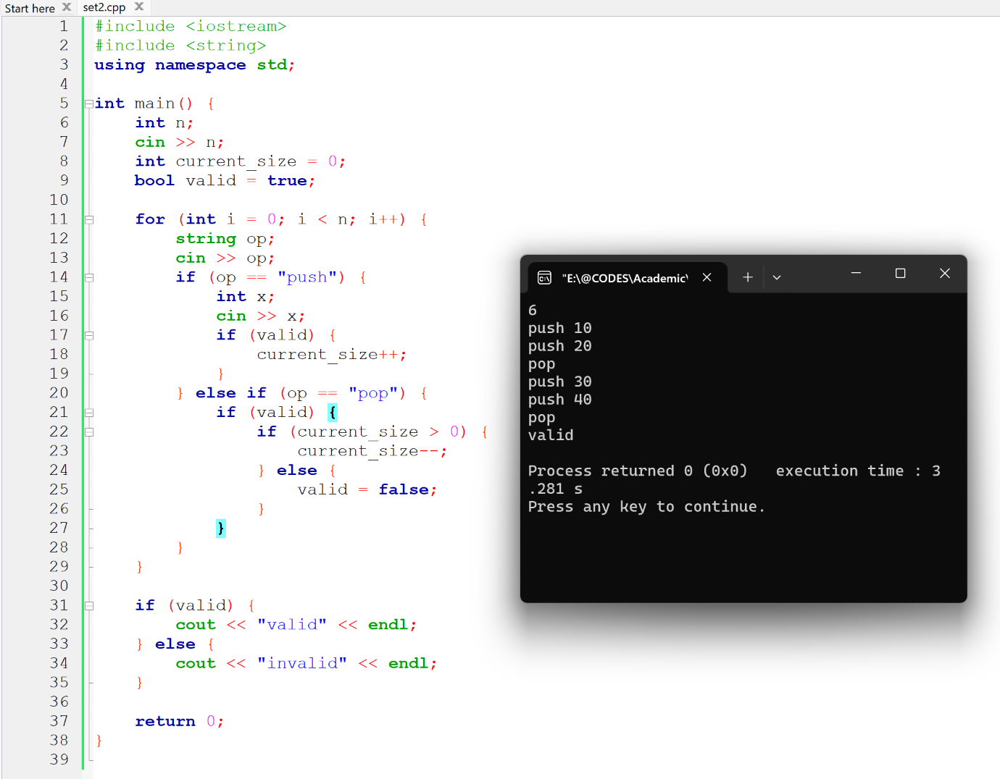 Start here
set2.cpp
1 #include <iostream>
2 #include <string>
3 using namespace std;
4
5 int main() {
6     int n;
7     cin >> n;
8     int current_size = 0;
9     bool valid = true;
10
11     for (int i = 0; i < n; i++) {
12         string op;
13         cin >> op;
14         if (op == "push") {
15             int x;
16             cin >> x;
17             if (valid) {
18                 current_size++;
19             }
20         } else if (op == "pop") {
21             if (valid) {
22                 if (current_size > 0) {
23                     current_size--;
24                 } else {
25                     valid = false;
26                 }
27             }
28         }
29     }
30
31     if (valid) {
32         cout << "valid" << endl;
33     } else {
34         cout << "invalid" << endl;
35     }
36
37     return 0;
38 }
39
"E:\@CODES\Academic\
6
push 10
push 20
pop
push 30
push 40
pop
valid
Process returned 0 (0x0)   execution time : 3
.281 s
Press any key to continue.